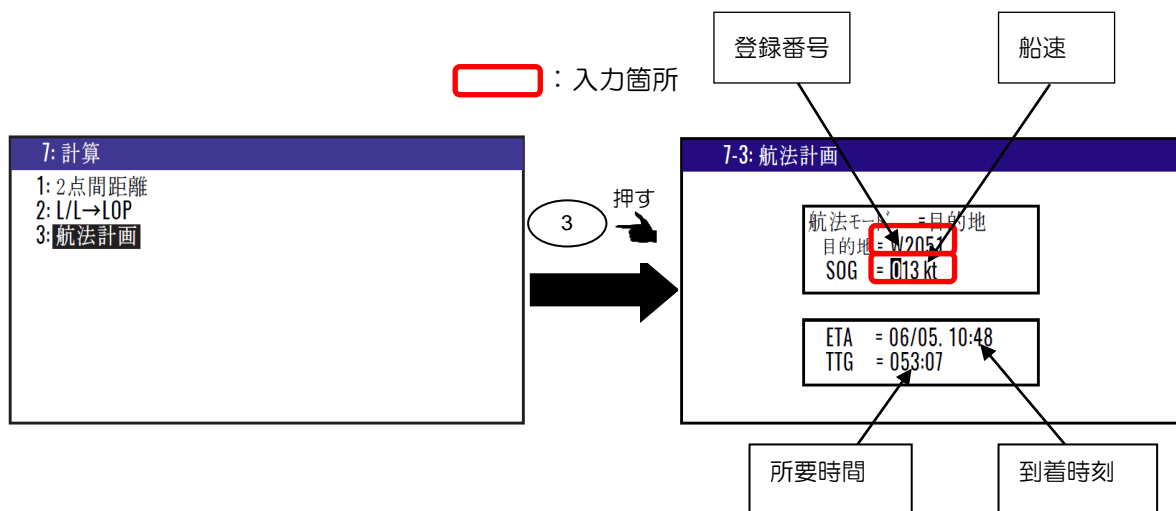 登録番号
船速
：入力箇所
7: 計算
1: 2点間距離
2: L/L→LOP
3: 航法計画
3
押す
7-3: 航法計画
航法モード =目的地
目的地= W2051
SOG = 013 kt
ETA = 06/05. 10:48
TTG = 053:07
所要時間
到着時刻